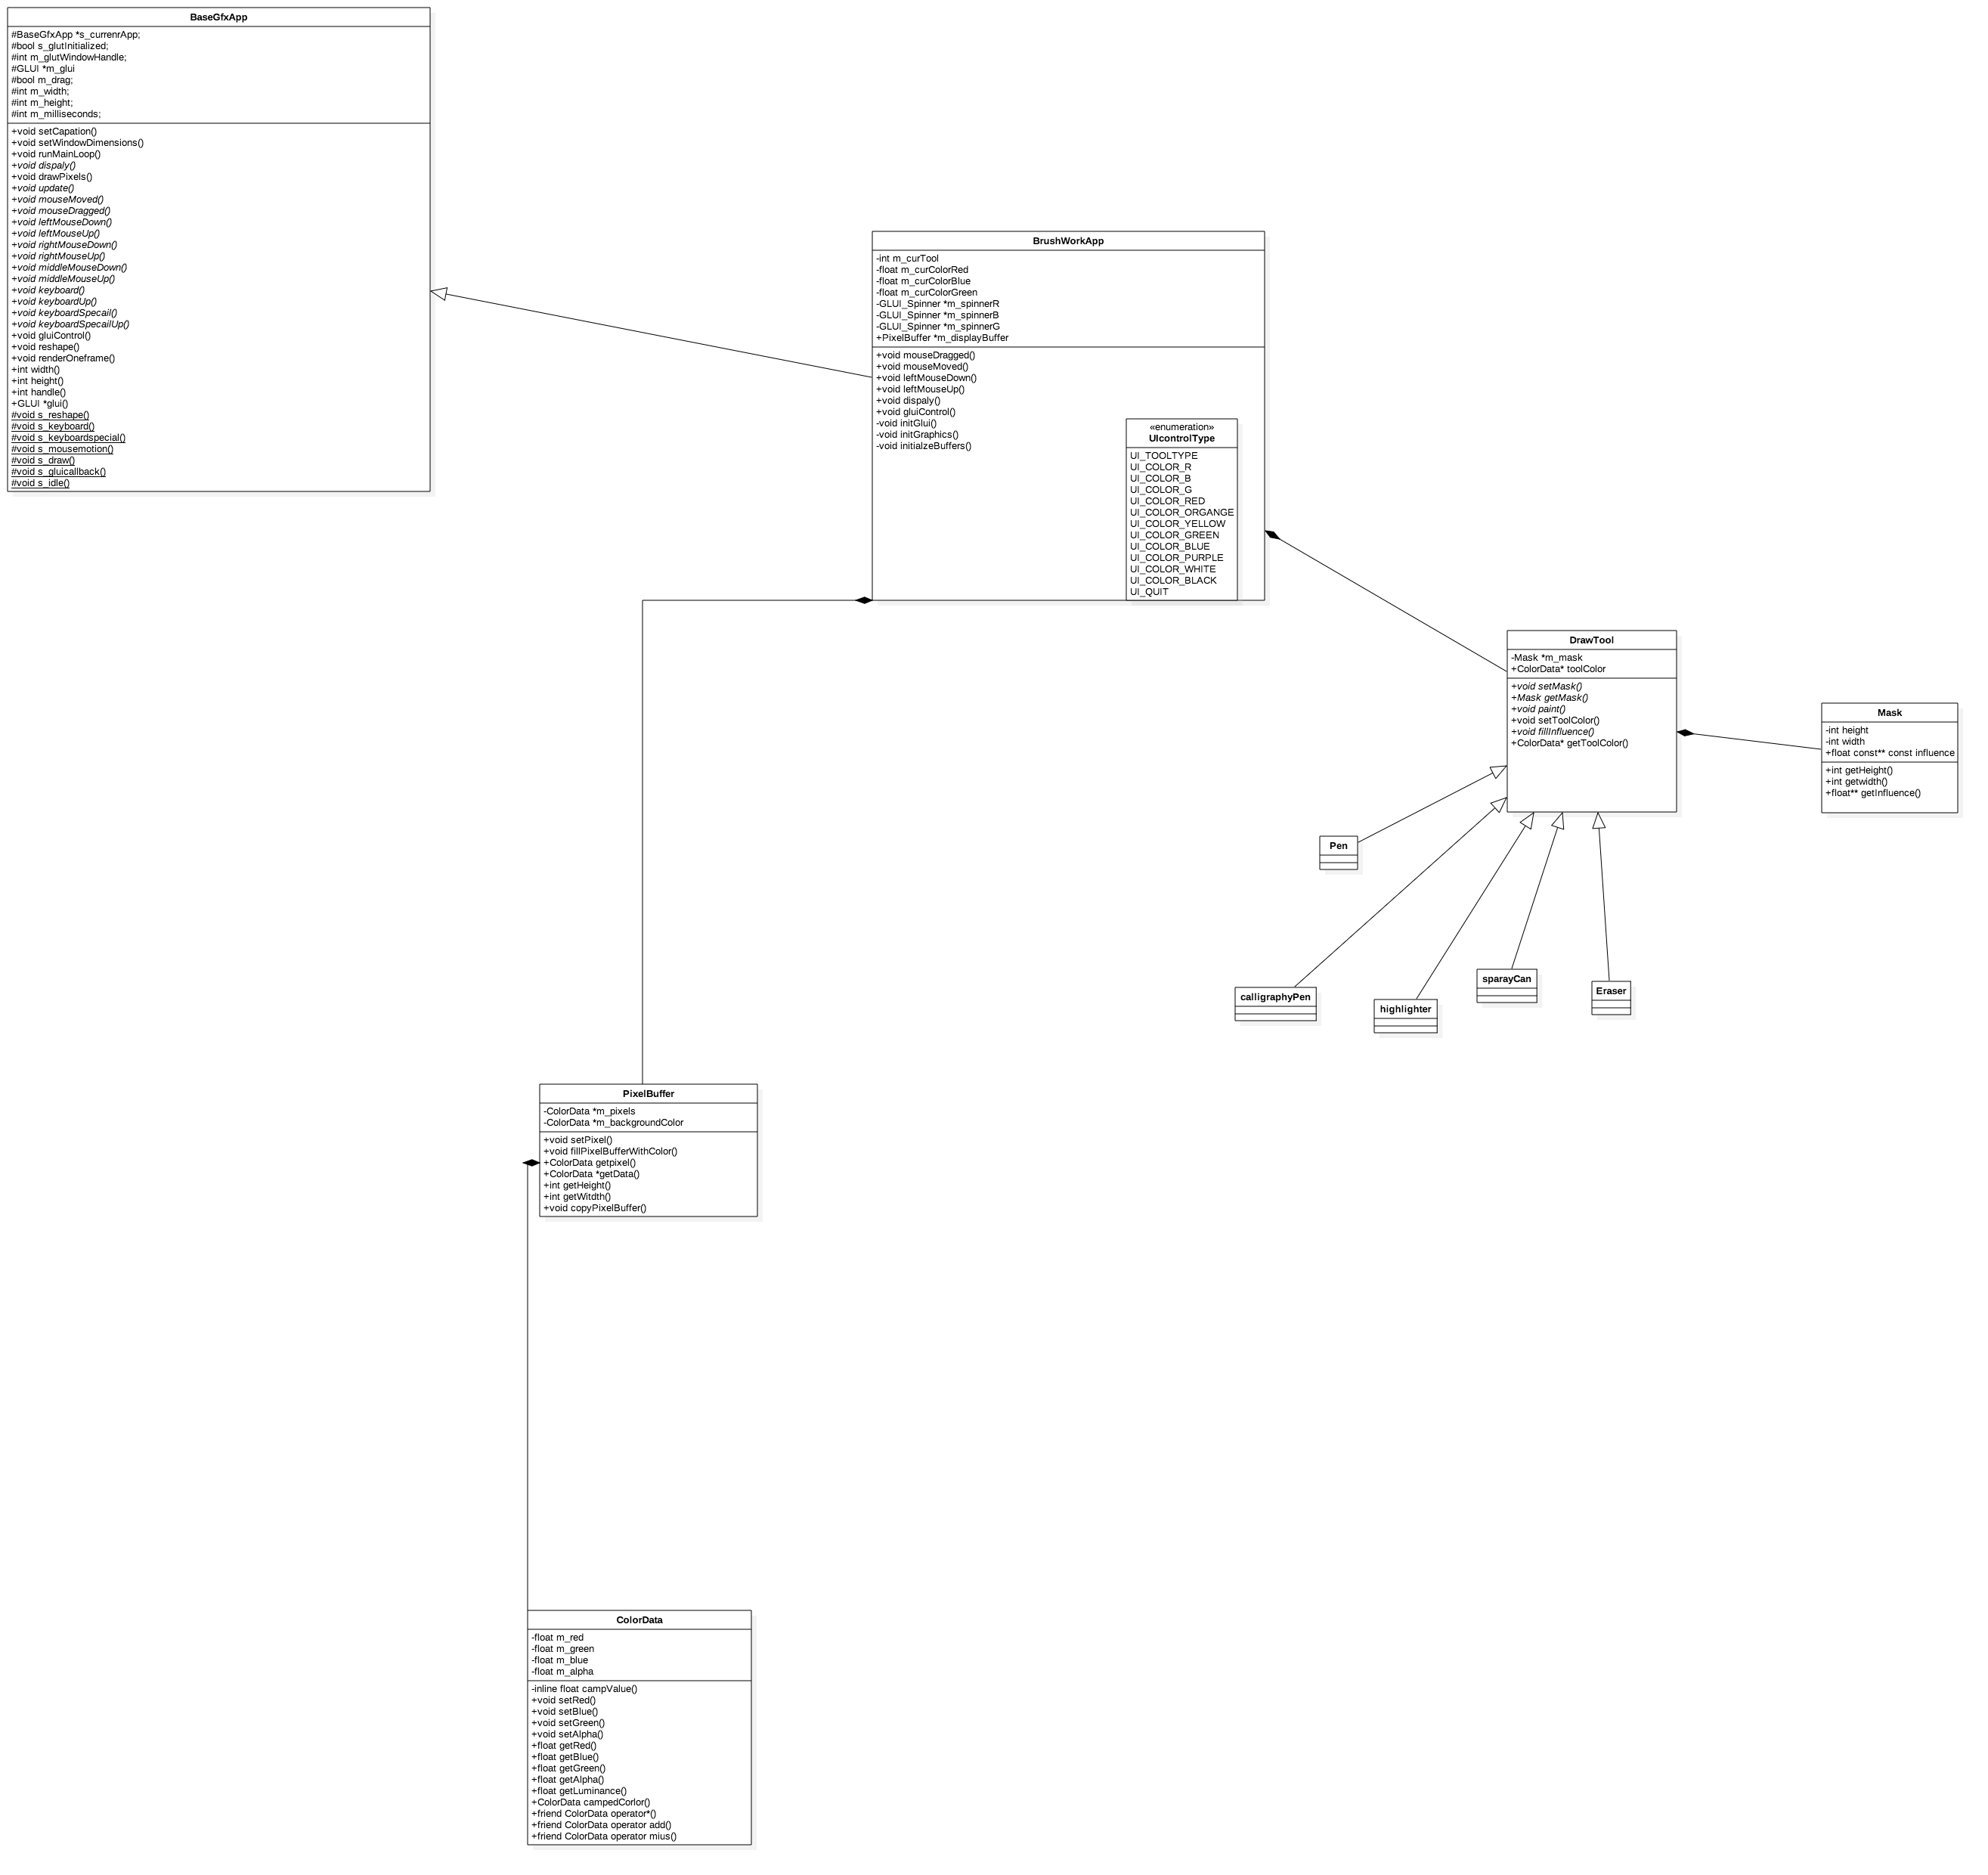 BaseGfxApp
#BaseGfxApp *s_currenrApp;
#bool s_glutInitialized;
#int m_glutWindowHandle;
#GLUI *m_glui
#bool m_drag;
#int m_width;
#int m_height;
#int m_milliseconds;
+void setCapation()
+void setWindowDimensions()
+void runMainLoop()
+void dispaly()
+void drawPixels()
+void update()
+void mouseMoved()
+void mouseDragged()
+void leftMouseDown()
+void leftMouseUp()
+void rightMouseDown()
+void rightMouseUp()
+void middleMouseDown()
+void middleMouseUp()
+void keyboard()
+void keyboardUp()
+void keyboardSpecail()
+void keyboardSpecailUp()
+void gluiControl()
+void reshape()
+void renderOneframe()
+int width()
+int height()
+int handle()
+GLUI *glui()
#void s_reshape()
#void s_keyboard()
#void s_keyboardspecial()
#void s_mousemotion()
#void s_draw()
#void s_gluicallback()
#void s_idle()
BrushWorkApp
-int m_curTool
-float m_curColorRed
-float m_curColorBlue
-float m_curColorGreen
-GLUI_Spinner *m_spinnerR
-GLUI_Spinner *m_spinnerB
-GLUI_Spinner *m_spinnerG
+PixelBuffer *m_displayBuffer
+void mouseDragged()
+void mouseMoved()
+void leftMouseDown()
+void leftMouseUp()
+void dispaly()
+void gluiControl()
-void initGlui()
-void initGraphics()
-void initialzeBuffers()
«enumeration»
UIcontrolType
UI_TOOLTYPE
UI_COLOR_R
UI_COLOR_B
UI_COLOR_G
UI_COLOR_RED
UI_COLOR_ORGANGE
UI_COLOR_YELLOW
UI_COLOR_GREEN
UI_COLOR_BLUE
UI_COLOR_PURPLE
UI_COLOR_WHITE
UI_COLOR_BLACK
UI_QUIT
DrawTool
-Mask *m_mask
+ColorData* toolColor
+void setMask()
+Mask getMask()
+void paint()
+void setToolColor()
+void fillInfluence()
+ColorData* getToolColor()
Mask
-int height
-int width
+float const** const influence
+int getHeight()
+int getwidth()
+float** getInfluence()
Pen
calligraphyPen
highlighter
sparayCan
Eraser
PixelBuffer
-ColorData *m_pixels
-ColorData *m_backgroundColor
+void setPixel()
+void fillPixelBufferWithColor()
+ColorData getpixel()
+ColorData *getData()
+int getHeight()
+int getWitdth()
+void copyPixelBuffer()
ColorData
-float m_red
-float m_green
-float m_blue
-float m_alpha
-inline float campValue()
+void setRed()
+void setBlue()
+void setGreen()
+void setAlpha()
+float getRed()
+float getBlue()
+float getGreen()
+float getAlpha()
+float getLuminance()
+ColorData campedCorlor()
+friend ColorData operator*()
+friend ColorData operator add()
+friend ColorData operator mius()